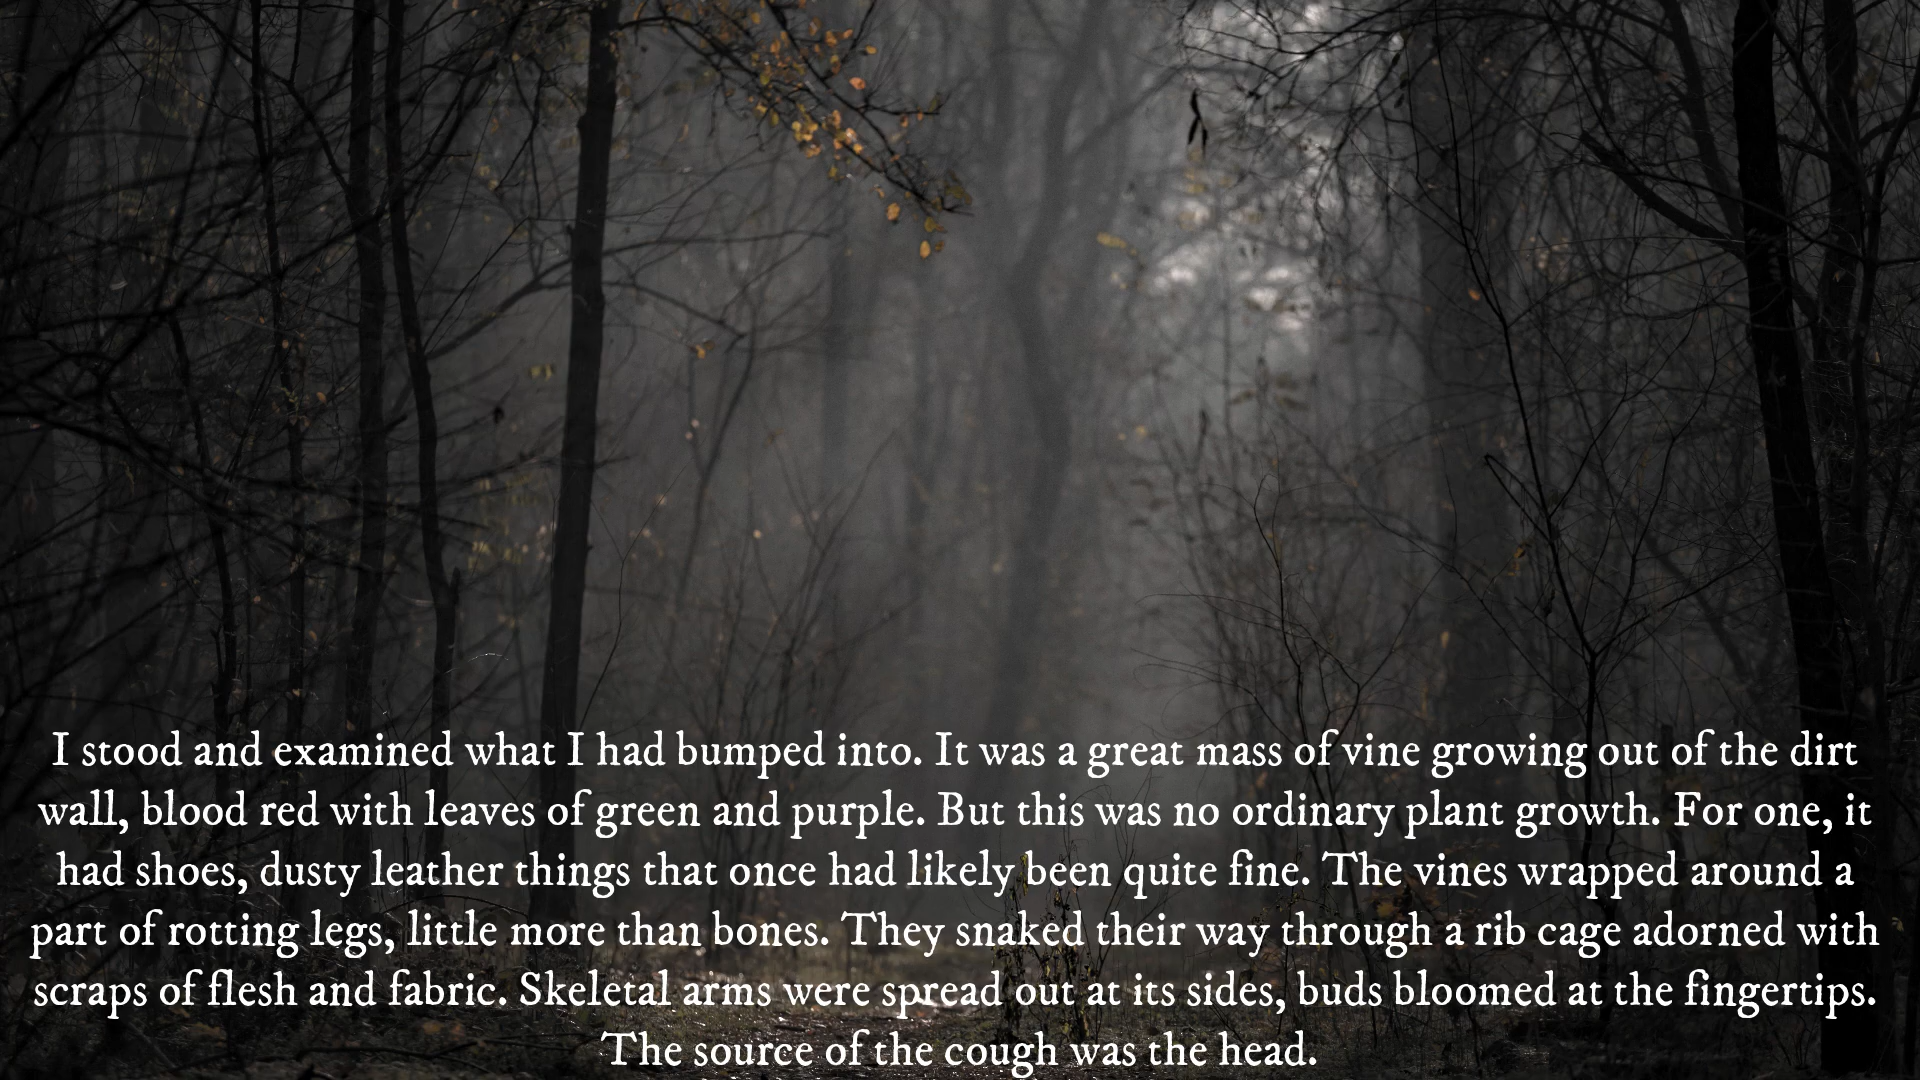 I stood and examined what I had bumped into. It was a great mass of vine growing out of the dirt
wall, blood red with leaves of green and purple. But this was no ordinary plant growth. For one, it
had shoes, dusty leather things that once had likely been quite fine. The vines wrapped around a
part of rotting legs, little more than bones. They snaked their way through a rib cage adorned with
scraps of flesh and fabric. Skeletal arms were spread out at its sides, buds bloomed at the fingertips.
The source of the cough was the head.